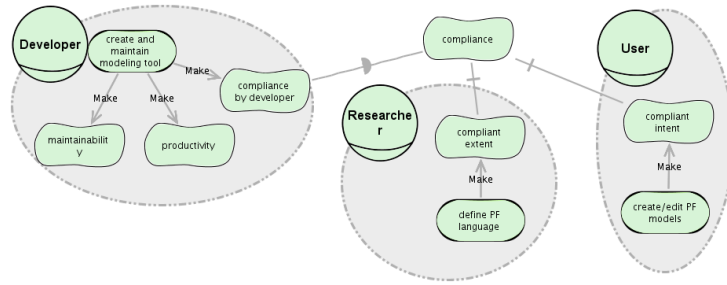 Developer
create and
maintain
modeling tool
Make
Make
Make
maintainabilit
y
productivity
compliance
by developer
compliance
Researche
r
compliant
extent
Make
define PF
language
User
compliant
intent
Make
create/edit PF
models